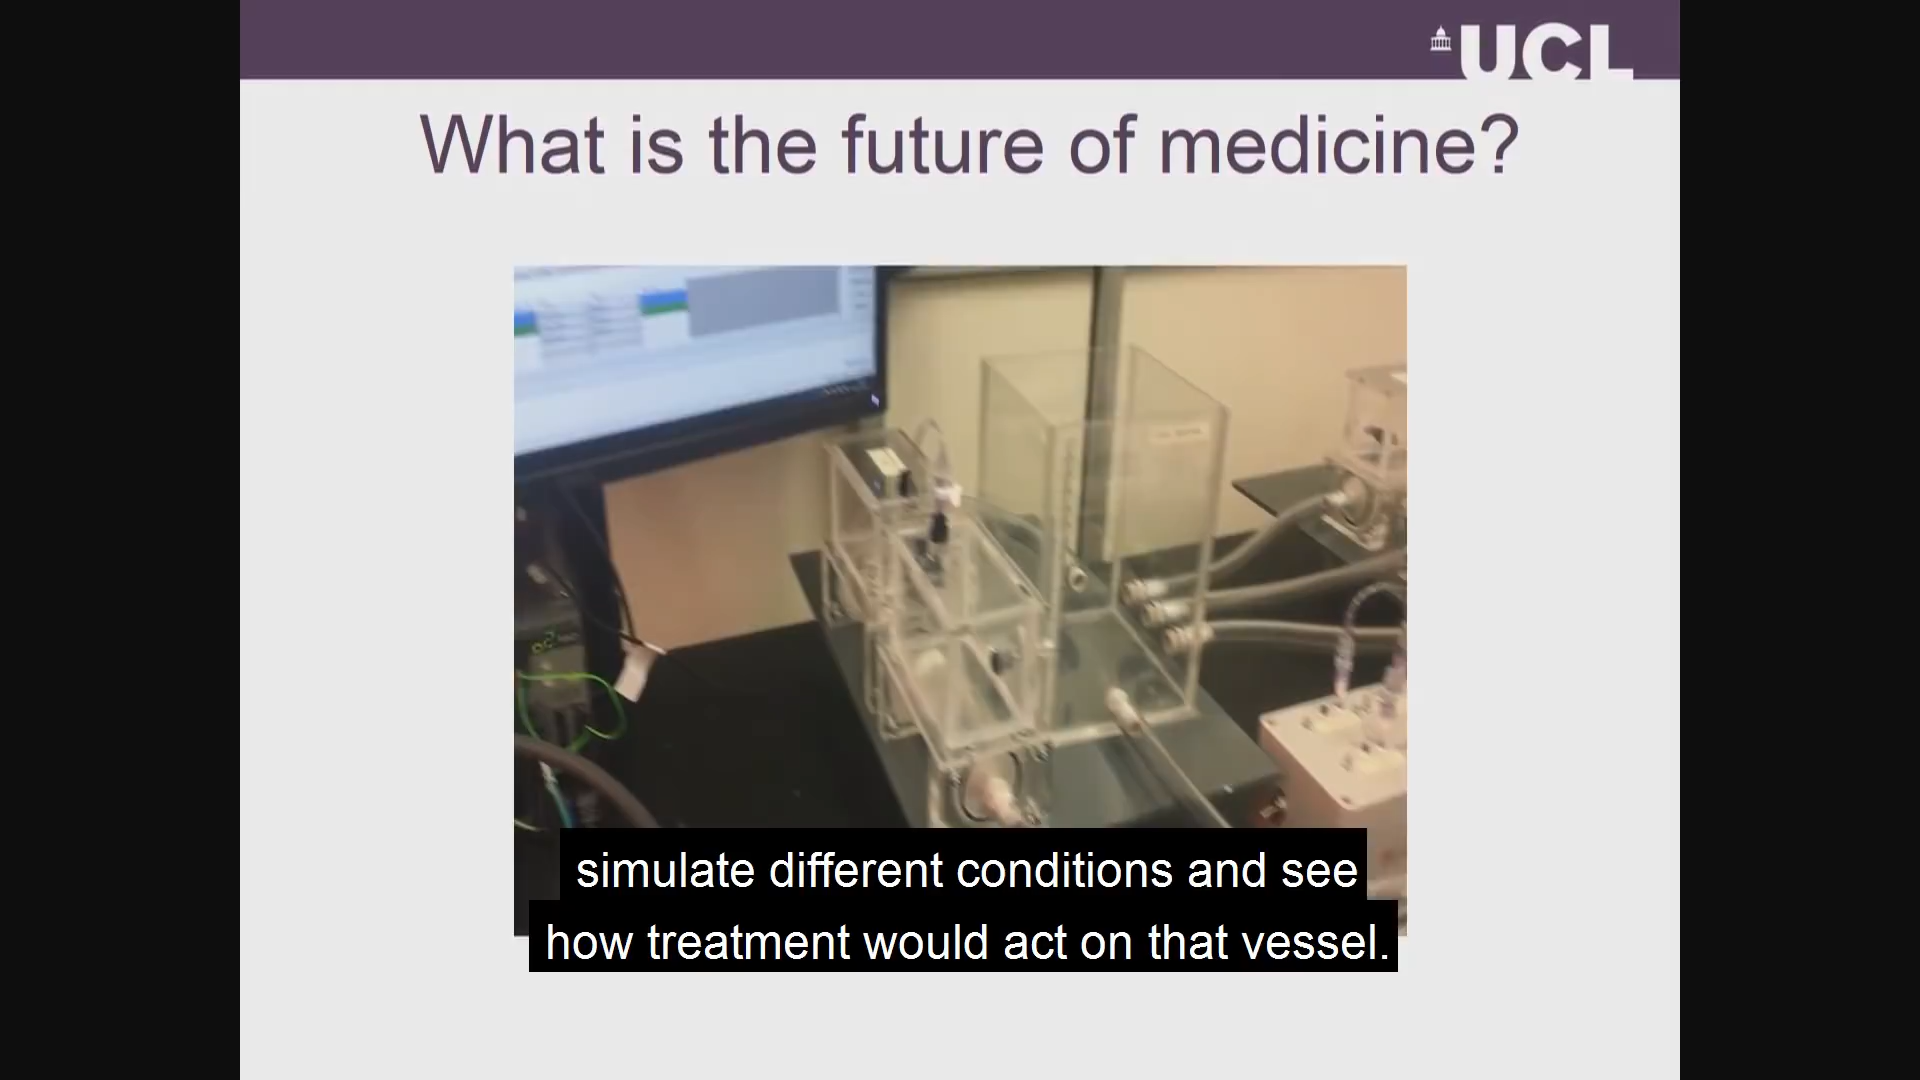 UCL
What is the future of medicine?
simulate different conditions and see
how treatment would act on that vessel.